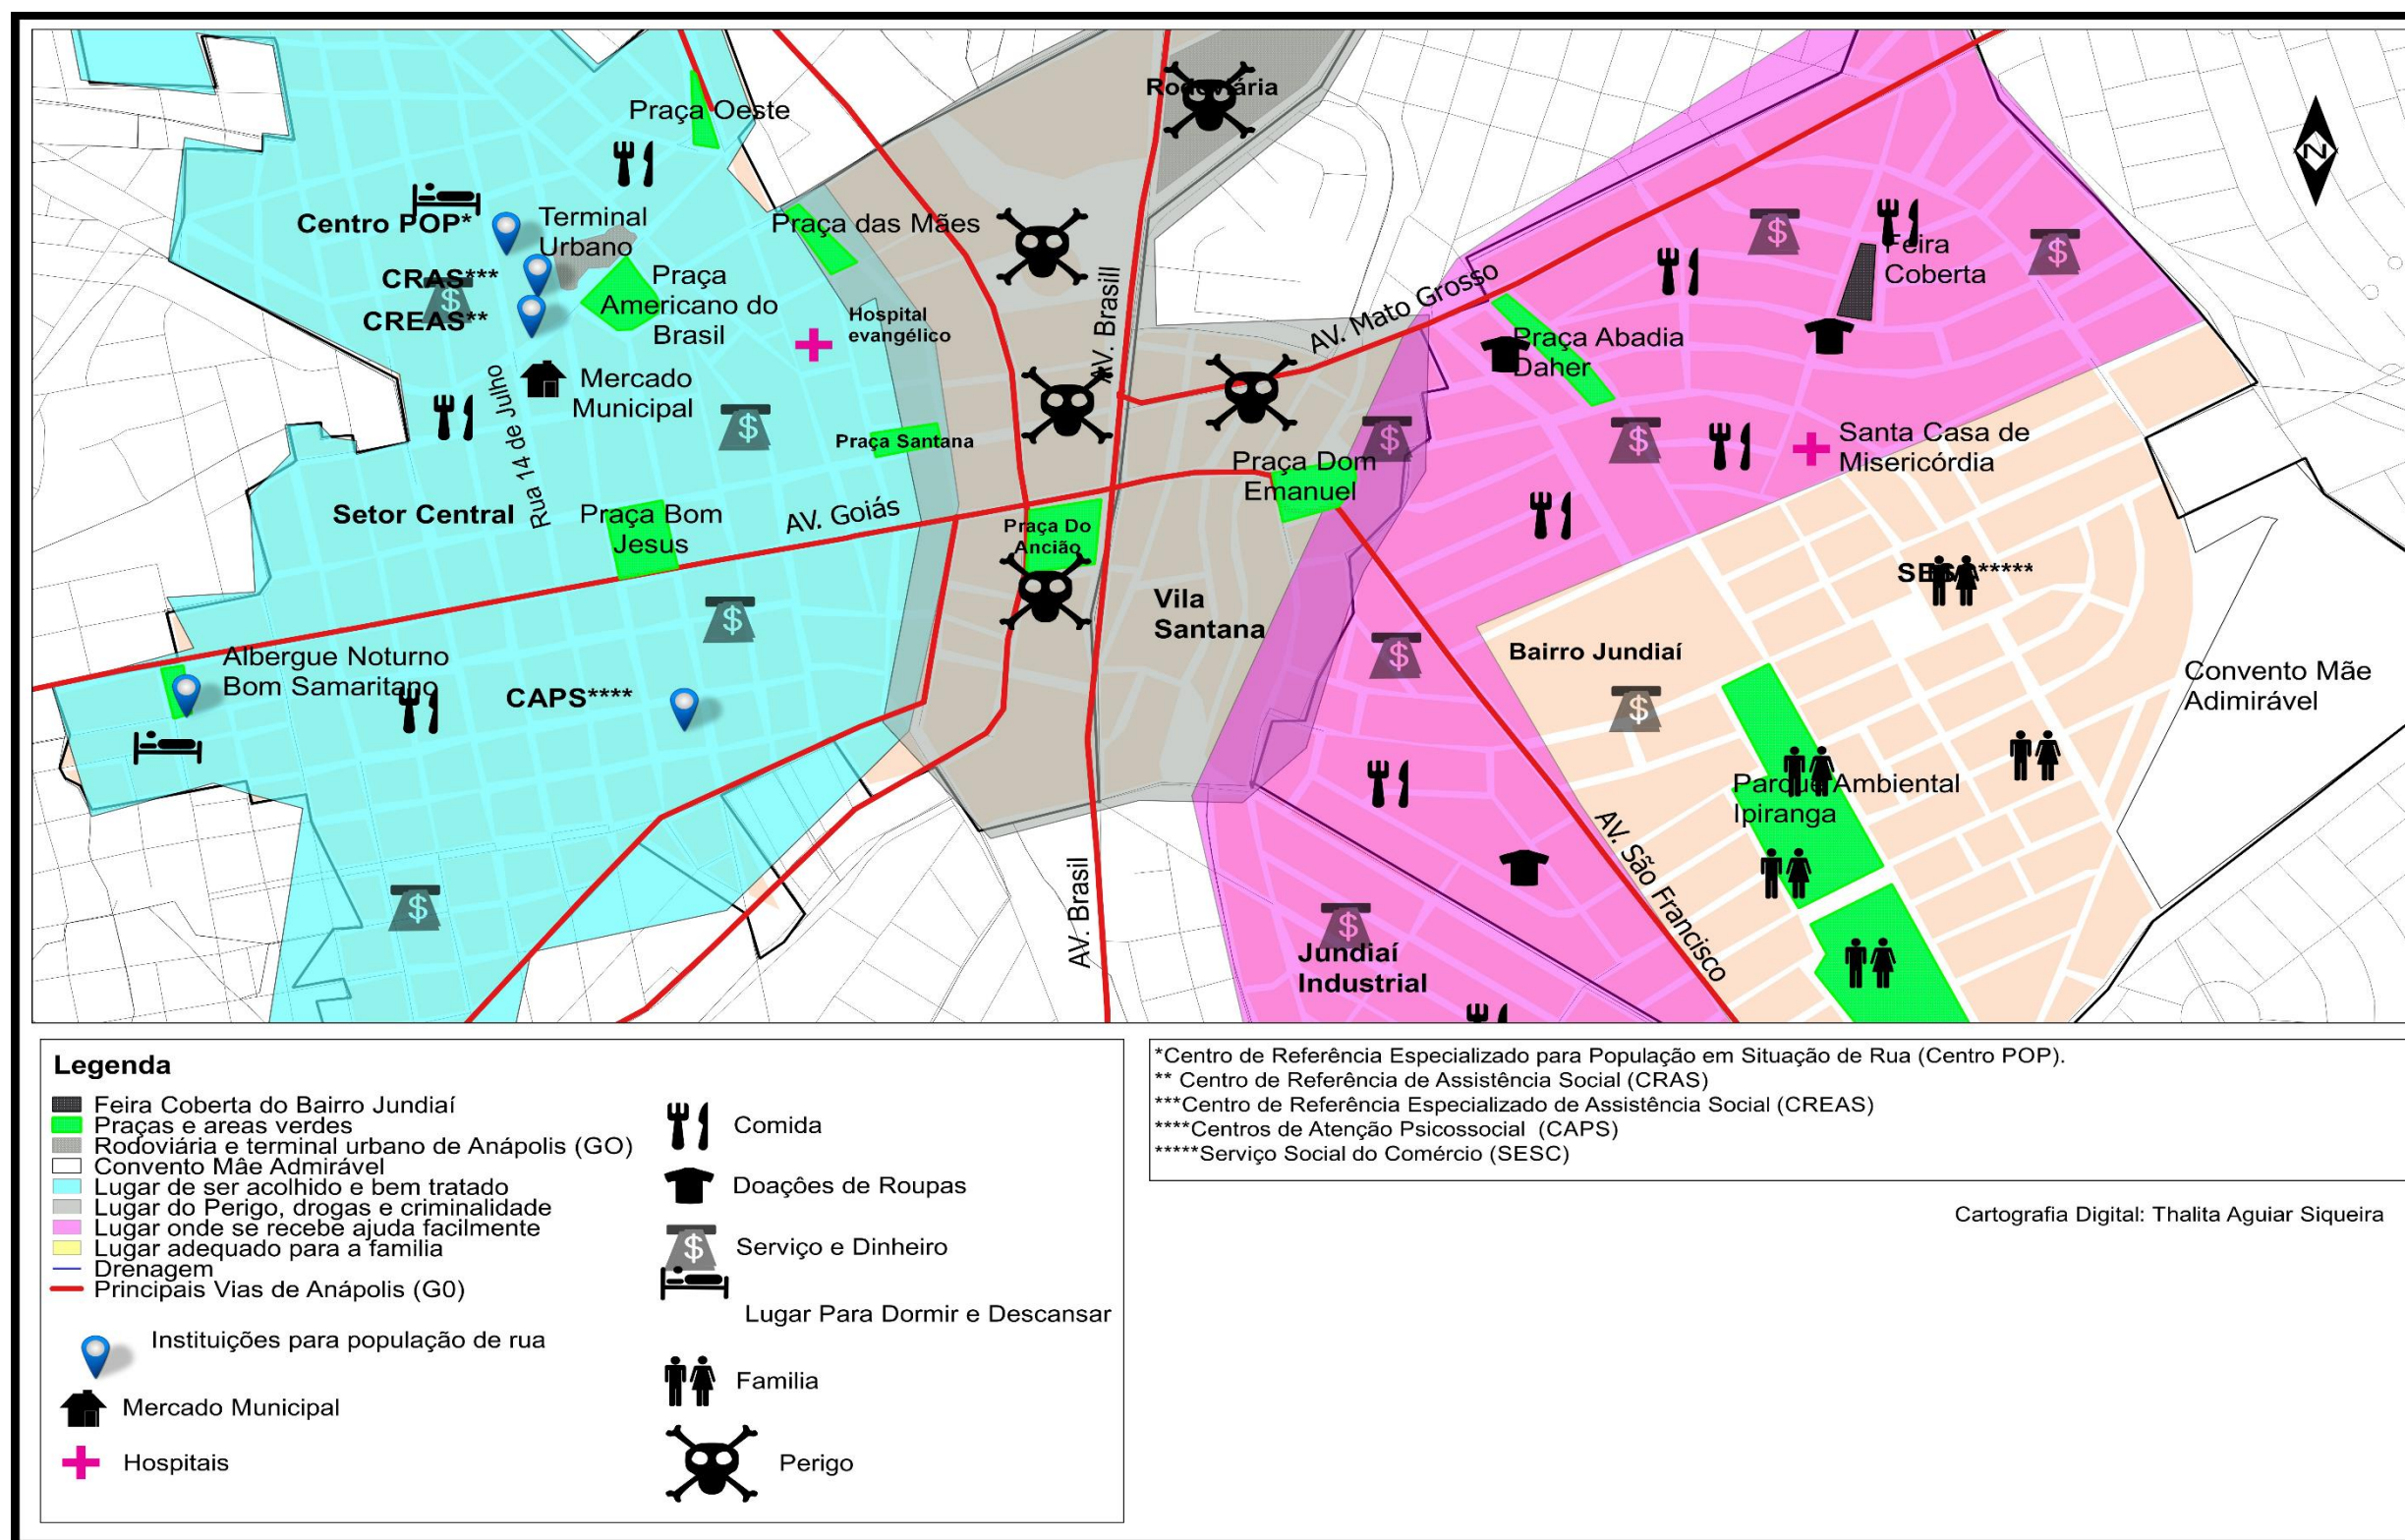 Praça Oeste
Rodoviária
Centro POP*
Terminal
Urbano
Praça das Mães
CRAS***
Praça
Americano do
Brasil
CREAS**
Hospital
evangélico
AV. Brasill
AV. Mato Grosso
Feira
Coberta
Praça Abadia
Daher
N
Mercado
Municipal
Rua 14 de Julho
Praça Santana
Praça Dom
Emanuel
Santa Casa de
Misericórdia
Setor Central
Praça Bom
Jesus
AV. Goiás
Praça Do
Ancião
Vila
Santana
Bairro Jundiaí
Convento Mãe
Adimirável
Albergue Noturno
Bom Samaritano
CAPS****
Parque Ambiental
Ipiranga
AV. São Francisco
AV. Brasil
Jundiaí
Industrial
Legenda
Feira Coberta do Bairro Jundiaí
Praças e areas verdes
Rodoviária e terminal urbano de Anápolis (GO)
Convento Mâe Admirável
Lugar de ser acolhido e bem tratado
Lugar do Perigo, drogas e criminalidade
Lugar onde se recebe ajuda facilmente
Lugar adequado para a familia
Drenagem
Principais Vias de Anápolis (G0)
Instituições para população de rua
Mercado Municipal
Hospitais
Comida
Doaçôes de Roupas
$ Serviço e Dinheiro
Lugar Para Dormir e Descansar
Familia
Perigo
*Centro de Referência Especializado para População em Situação de Rua (Centro POP).
** Centro de Referência de Assistência Social (CRAS)
***Centro de Referência Especializado de Assistência Social (CREAS)
****Centros de Atenção Psicossocial (CAPS)
*****Serviço Social do Comércio (SESC)
Cartografia Digital: Thalita Aguiar Siqueira